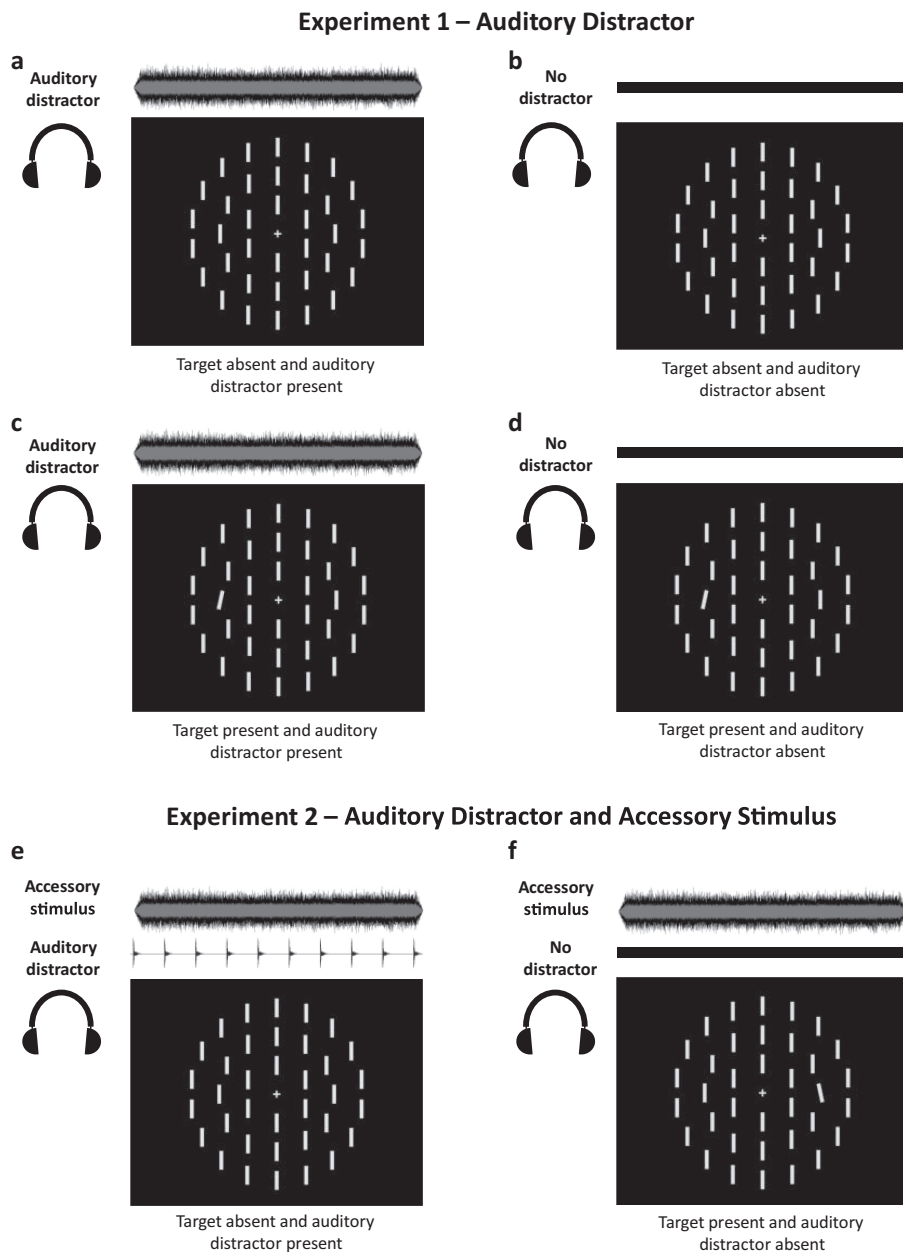 Experiment 1 – Auditory Distractor
a
Auditory
distractor
Target absent and auditory
distractor present
b
No
distractor
Target absent and auditory
distractor absent
c
Auditory
distractor
Target present and auditory
distractor present
d
No
distractor
Target present and auditory
distractor absent
Experiment 2 – Auditory Distractor and Accessory Stimulus
e
Accessory
stimulus
Auditory
distractor
Target absent and auditory
distractor present
f
Accessory
stimulus
No
distractor
Target present and auditory
distractor absent